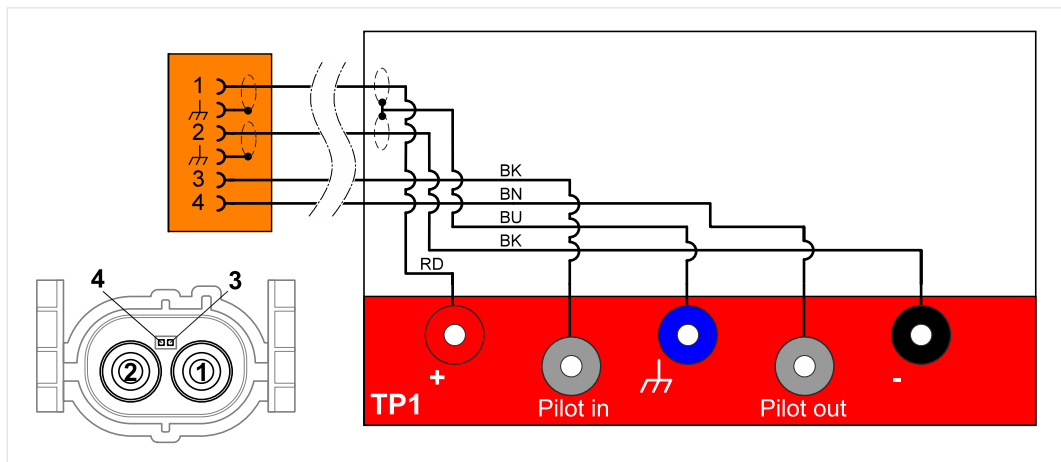 1
2
3
4
BK
BN
BU
BK
RD
4 3
2 1
+ -
TP1 Pilot in Pilot out